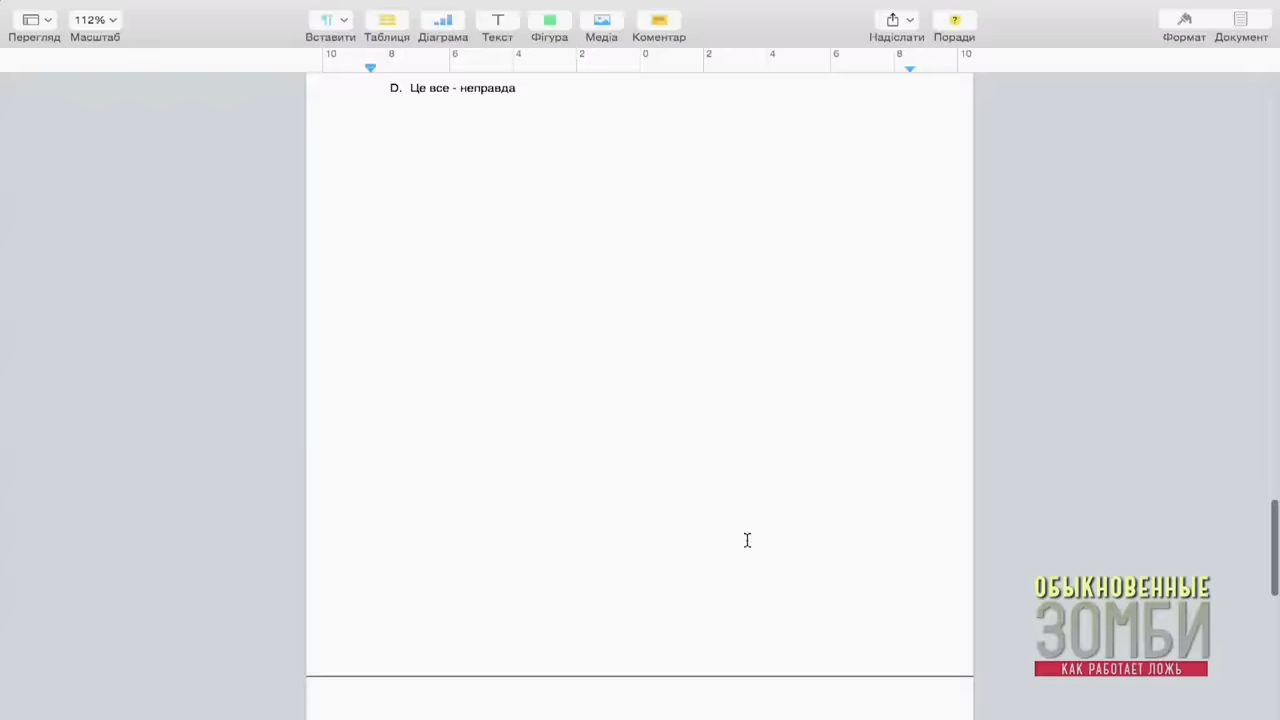 112%
Перегляд Масштаб Вставити Таблиця Діаграма Текст Фігура Медіа Коментар Надіслати Поради Формат Документ
10 8 6 4 2 0 2 4 6 8 10
D. Це все - неправда
ОБЫКНОВЕННЫЕ
ЗОМБИ
КАК РАБОТАЕТ ЛОЖЬ